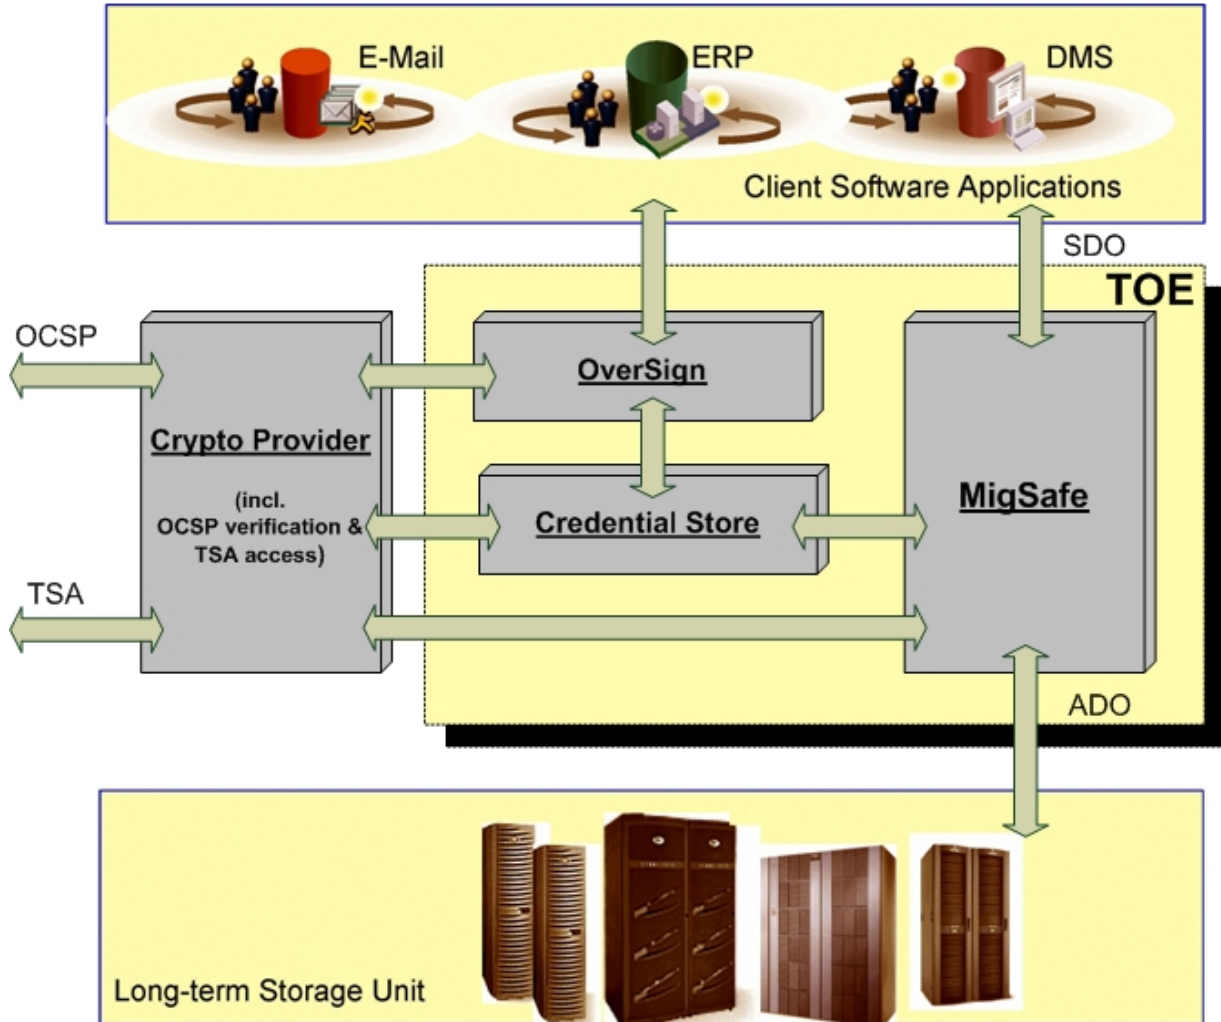 E-Mail
ERP
DMS
Client Software Applications
SDO
TOE
OCSP
OverSign
Crypto Provider
(incl.
OCSP verification &
TSA access)
Credential Store
MigSafe
TSA
ADO
Long-term Storage Unit